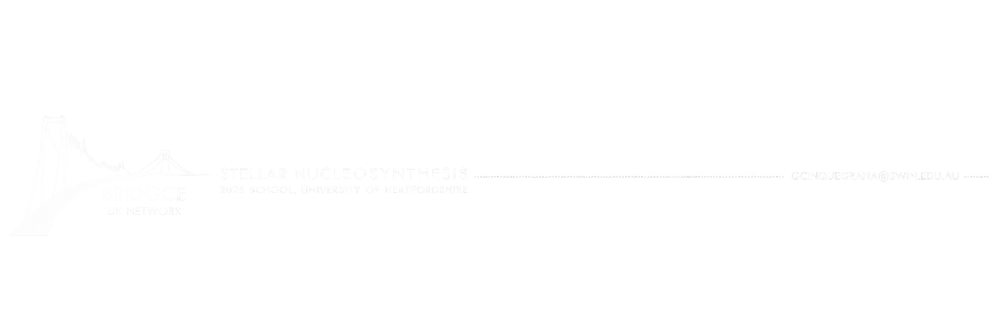 BRIDGCE
UK NETWORK
STELLAR NUCLEOSYNTHESIS
2026 SCHOOL, UNIVERSITY OF HERTFORDSHIRE
GCINQUEGRANA@SWIN.EDU.AU